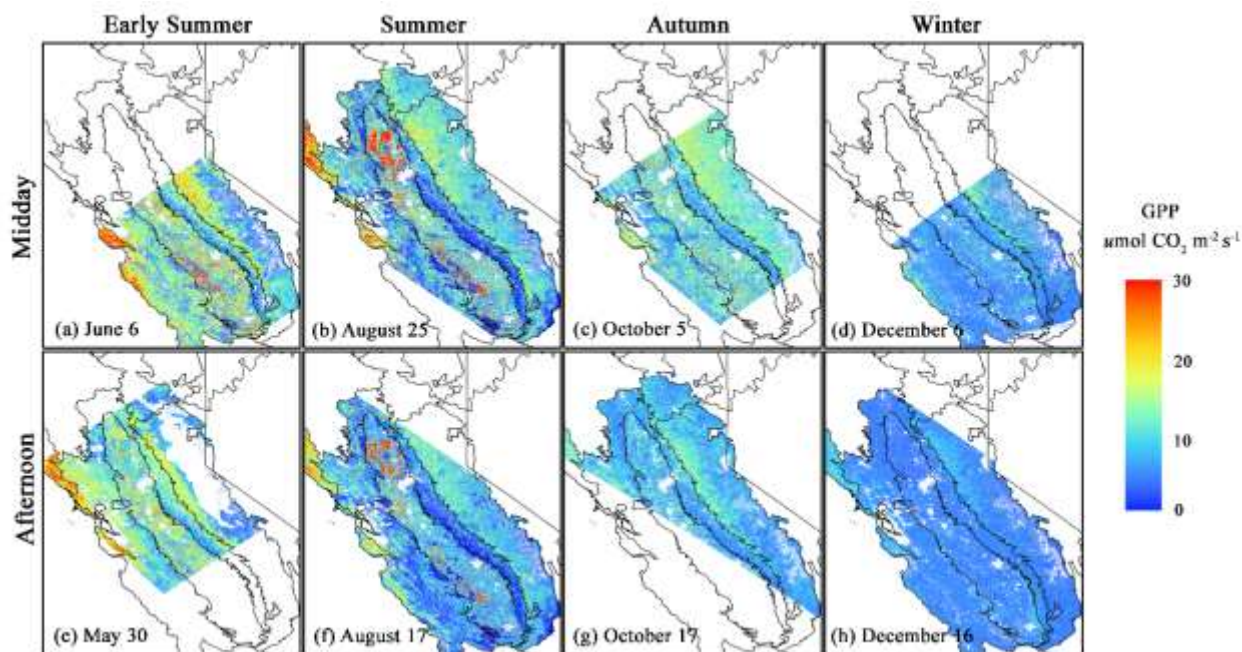 Early Summer
Summer
Autumn
Winter
Midday
(a) June 6
(b) August 25
(c) October 5
(d) December 6
GPP
µmol CO₂ m⁻² s⁻¹
30
20
10
0
Afternoon
(e) May 30
(f) August 17
(g) October 17
(h) December 16